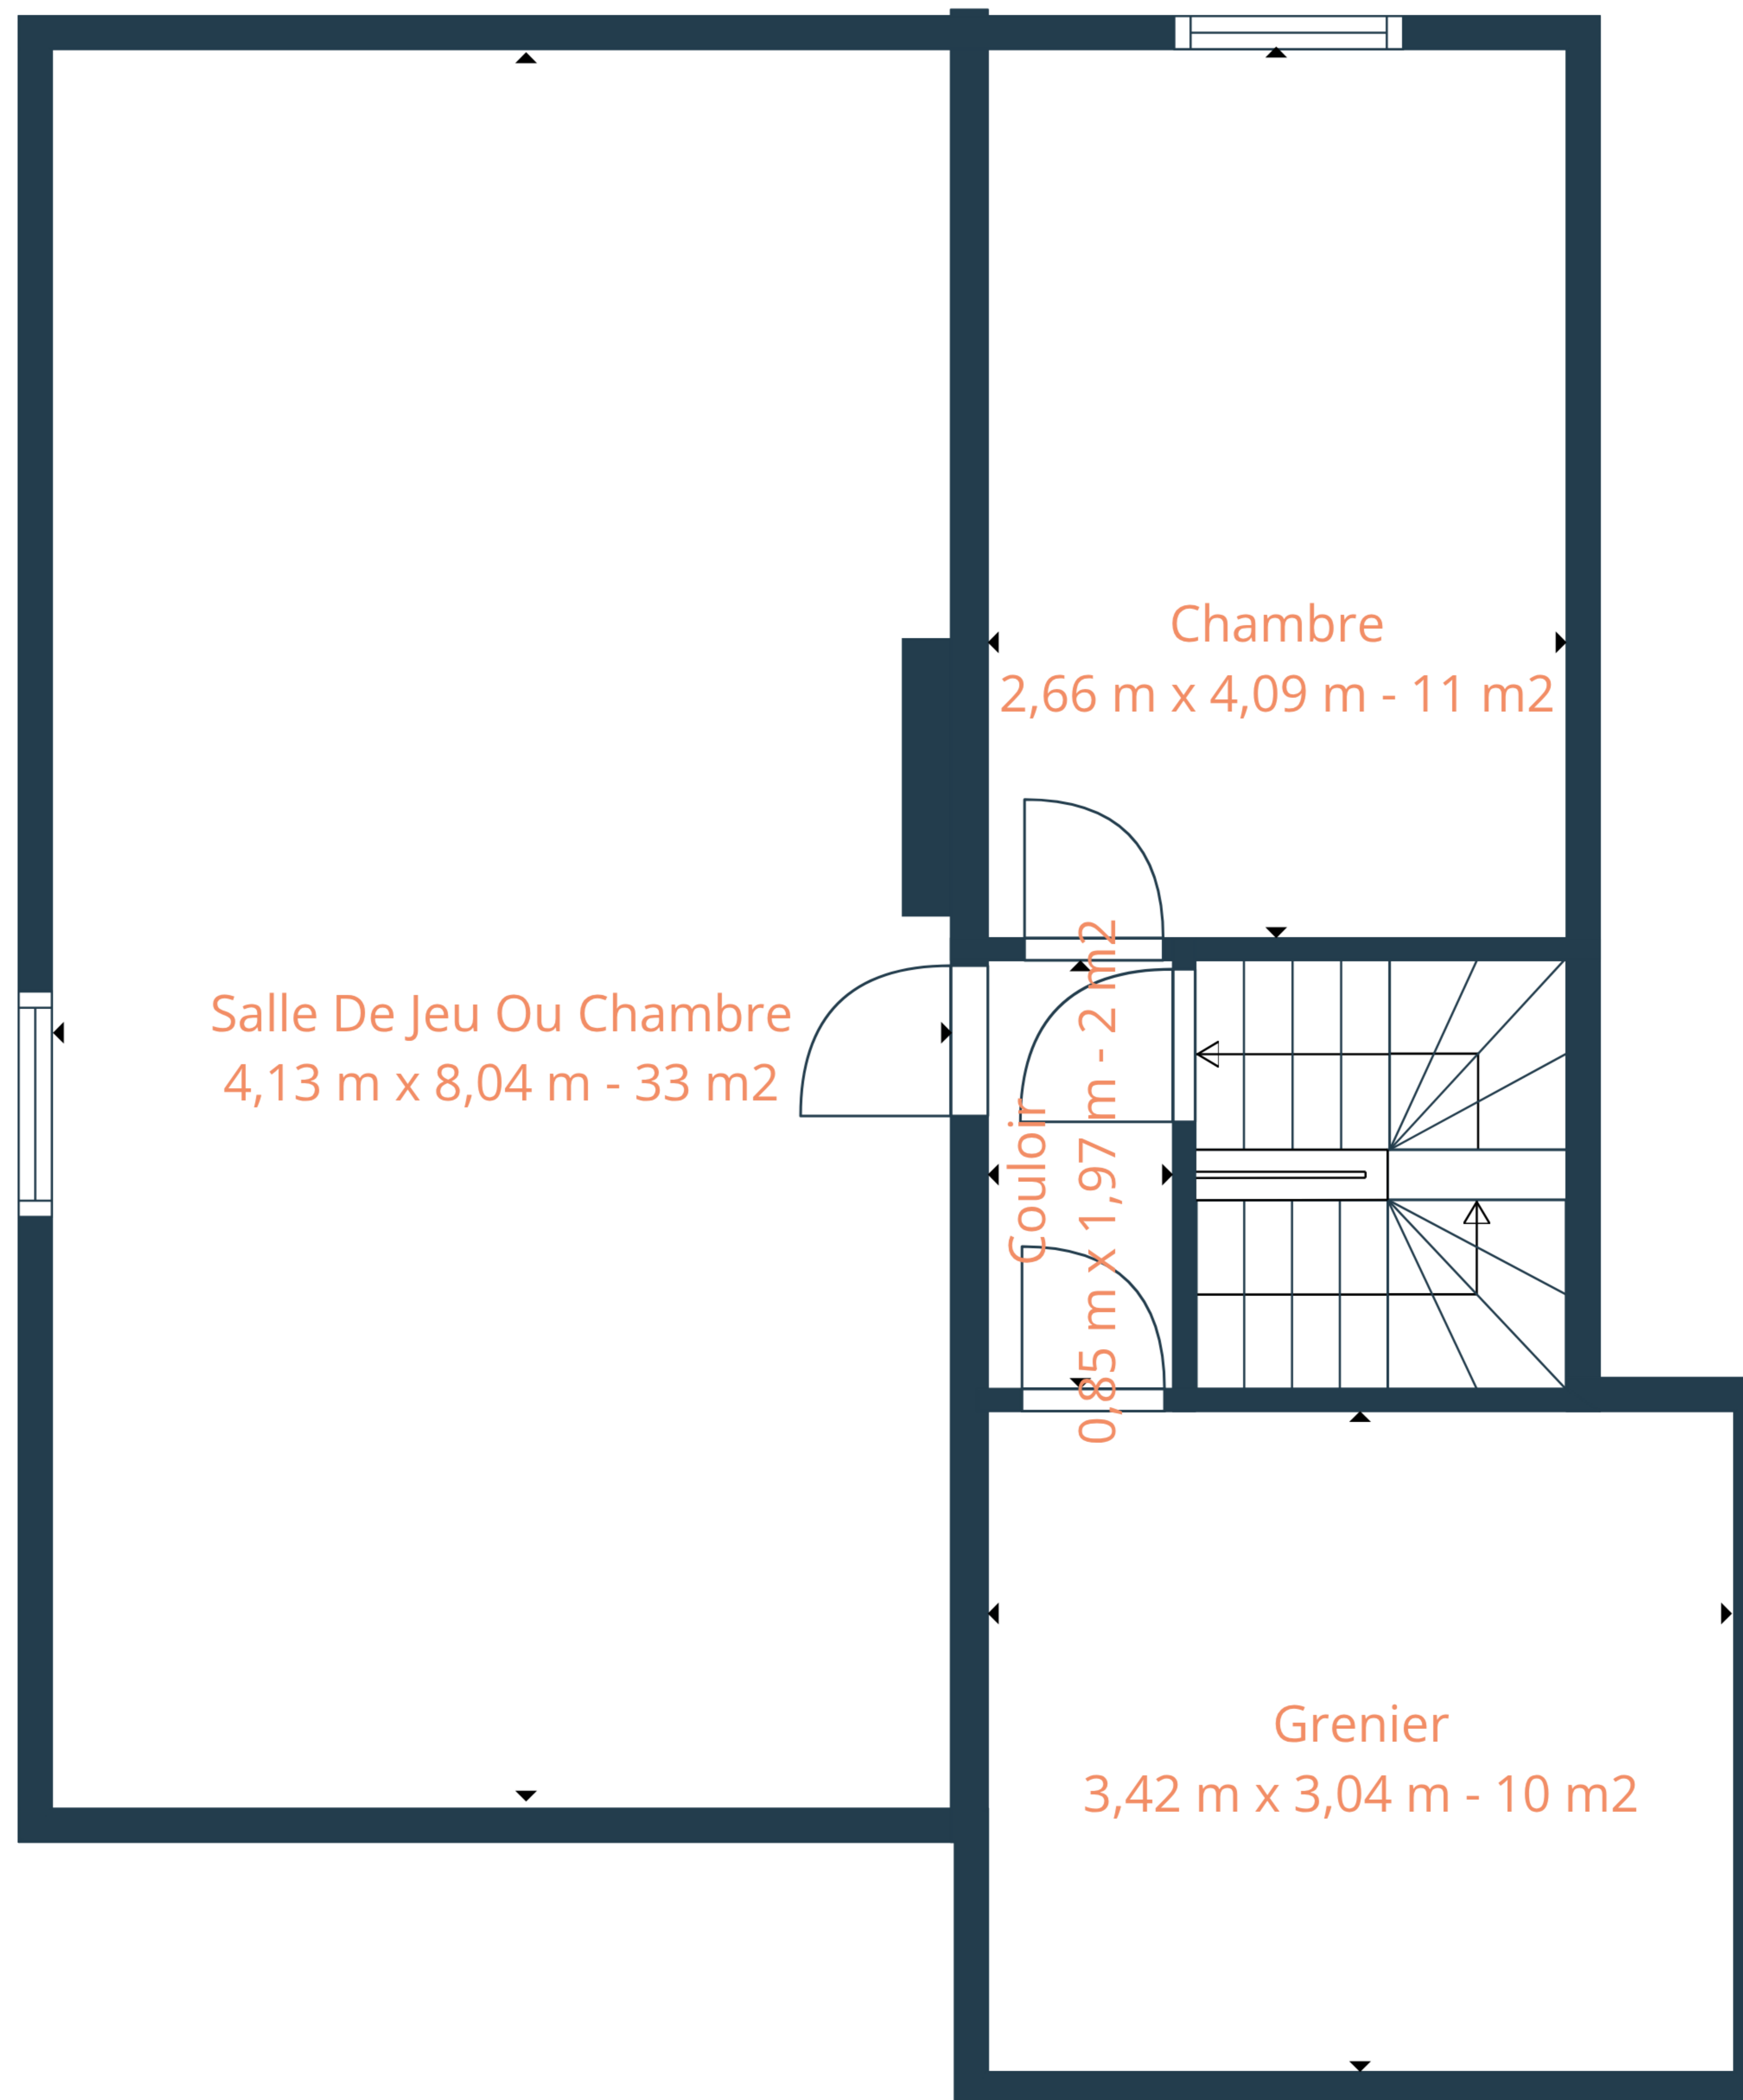 Chambre
2,66 m x 4,09 m - 11 m2
Salle De Jeu Ou Chambre
4,13 m x 8,04 m - 33 m2
Couloir
0,85 m x 1,97 m - 2 m2
Grenier
3,42 m x 3,04 m - 10 m2